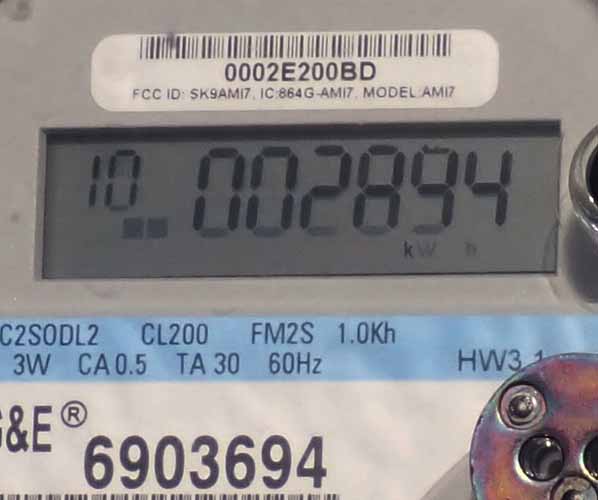 0002E200BD
FCC ID: SK9AMI7, IC:864G-AMI7, MODEL:AMI7
10 002894
kW h
C2SODL2 CL200 FM2S 1.0Kh
3W CA 0.5 TA 30 60Hz HW3.1
G&E®
6903694